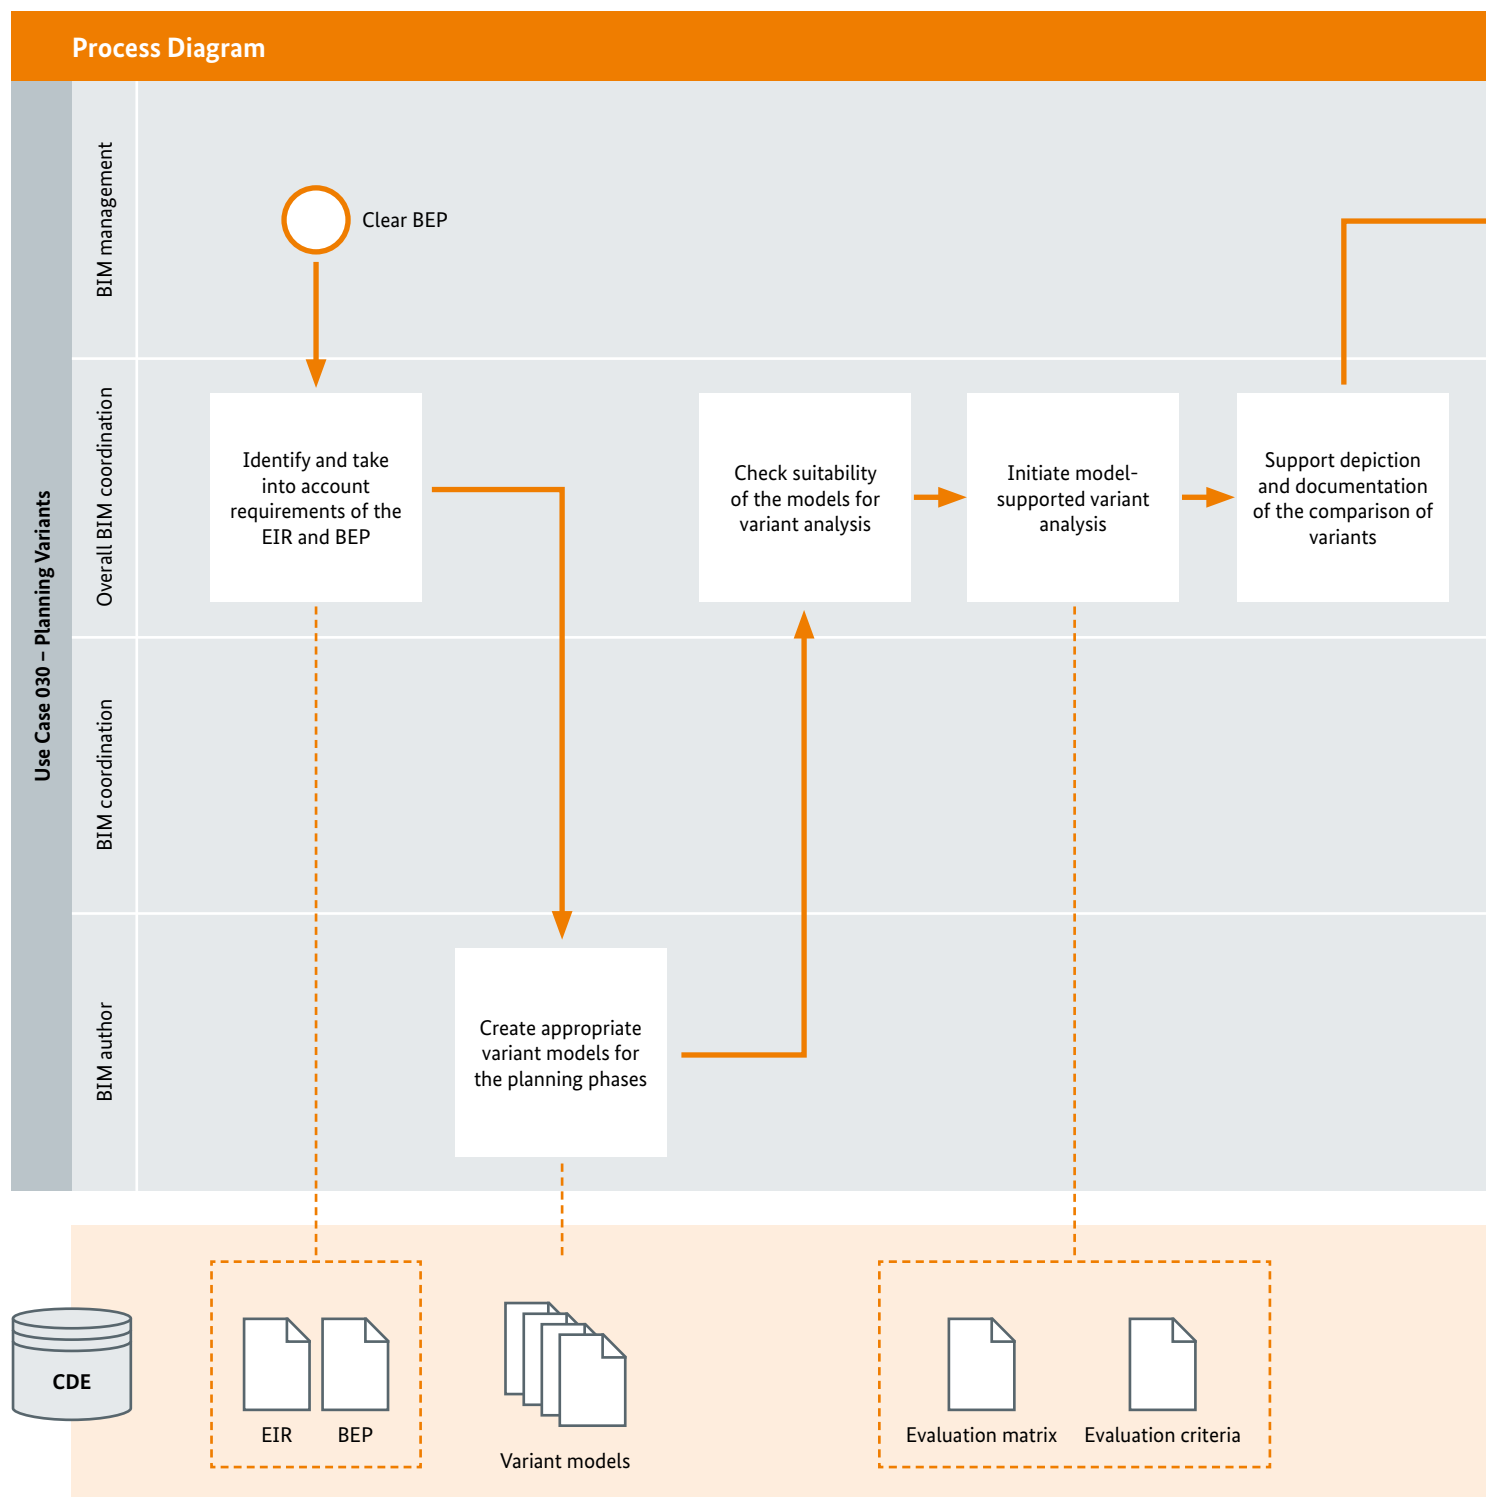 Process Diagram
Use Case 030 – Planning Variants
BIM management
Clear BEP
Overall BIM coordination
Identify and take
into account
requirements of the
EIR and BEP
Check suitability
of the models for
variant analysis
Initiate model-
supported variant
analysis
Support depiction
and documentation
of the comparison of
variants
BIM coordination
BIM author
Create appropriate
variant models for
the planning phases
CDE
EIR
BEP
Variant models
Evaluation matrix
Evaluation criteria